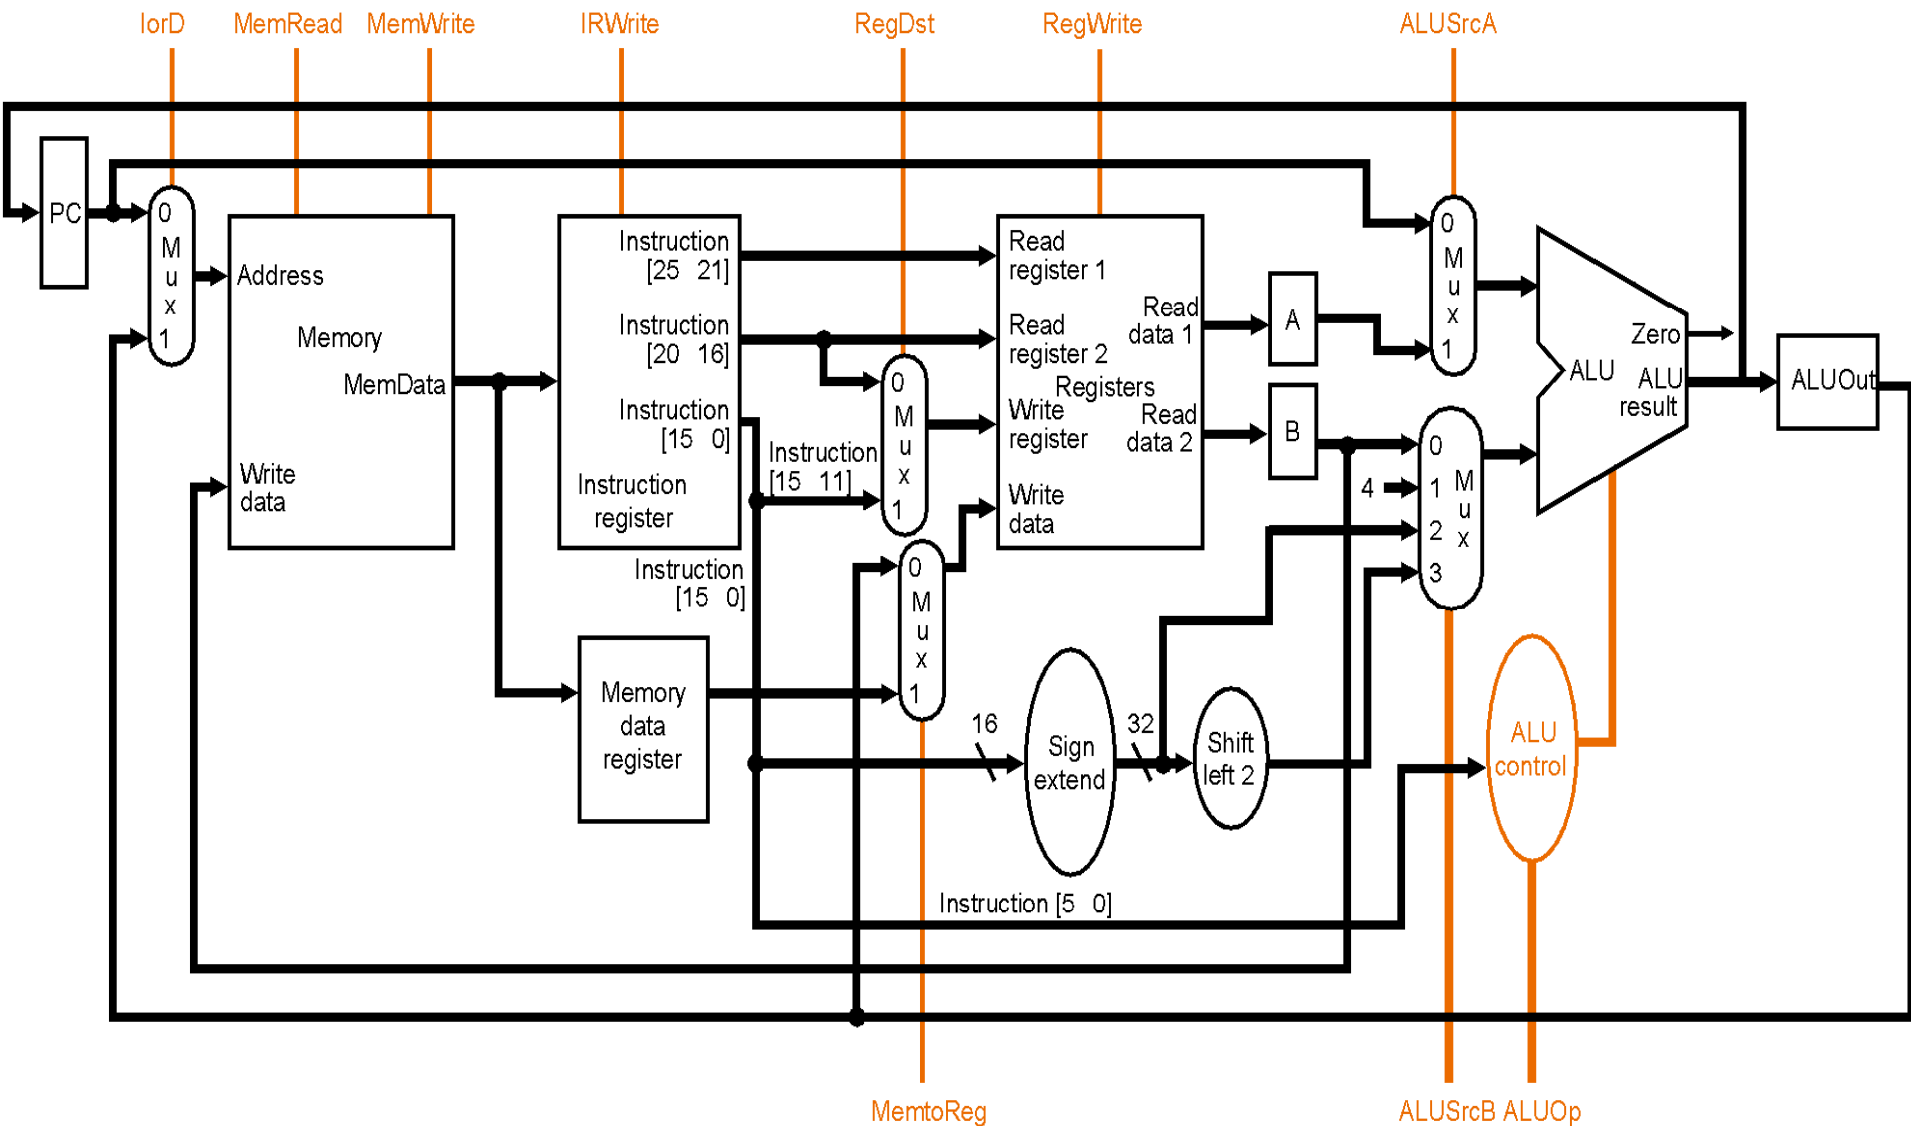 IorD MemRead MemWrite IRWrite RegDst RegWrite ALUSrcA
PC
0
M
u
x
1
Address
Memory
MemData
Write
data
Instruction
[25 21]
Instruction
[20 16]
Instruction
[15 0]
Instruction
register
Instruction
[15 0]
Instruction
[15 11]
Memory
data
register
0
M
u
x
1
0
M
u
x
1
Read
register 1
Read
register 2
Registers
Write
register
Write
data
Read
data 1
Read
data 2
16
Sign
extend
32
Shift
left 2
Instruction [5 0]
A
B
4
0
M
u
x
1
0
1
2
3
M
u
x
Zero
ALU
ALU
result
ALUOut
ALU
control
MemtoReg ALUSrcB ALUOp